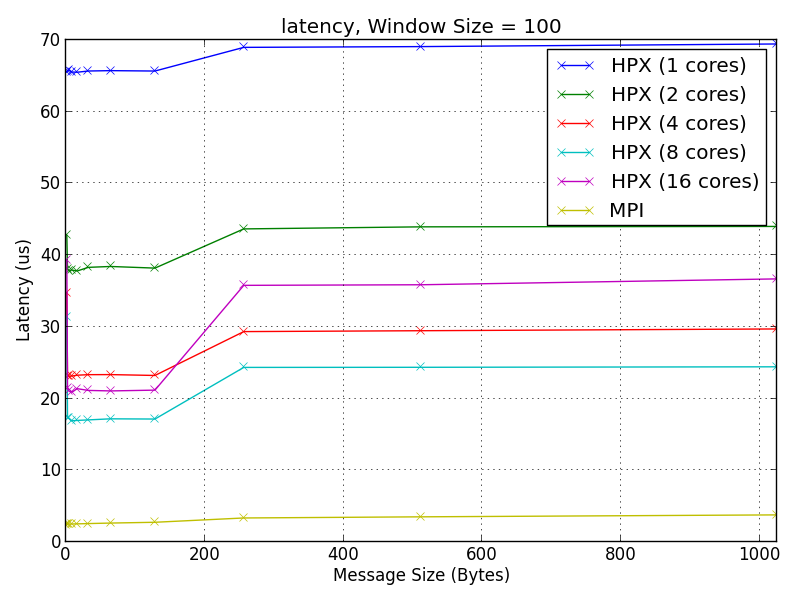 latency, Window Size = 100
70
60
50
40
30
20
10
0
Latency (us)
HPX (1 cores)
HPX (2 cores)
HPX (4 cores)
HPX (8 cores)
HPX (16 cores)
MPI
0 200 400 600 800 1000
Message Size (Bytes)